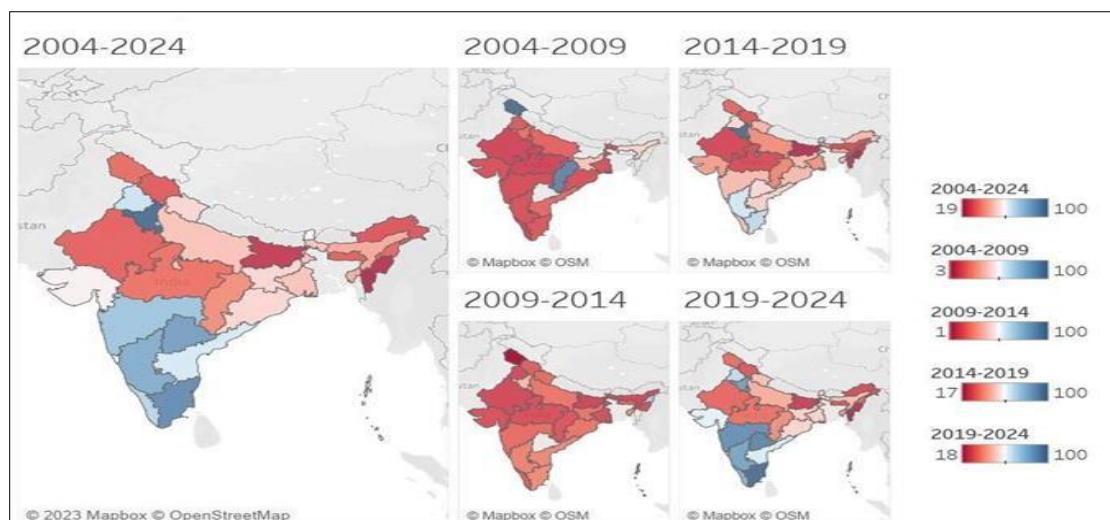 2004-2024
2004-2009
2014-2019
stan
India
Ch
© Mapbox © OSM
© Mapbox © OSM
2009-2014
2019-2024
© Mapbox © OSM
© Mapbox © OSM
© 2023 Mapbox © OpenStreetMap
2004-2024
19 100
2004-2009
3 100
2009-2014
1 100
2014-2019
17 100
2019-2024
18 100